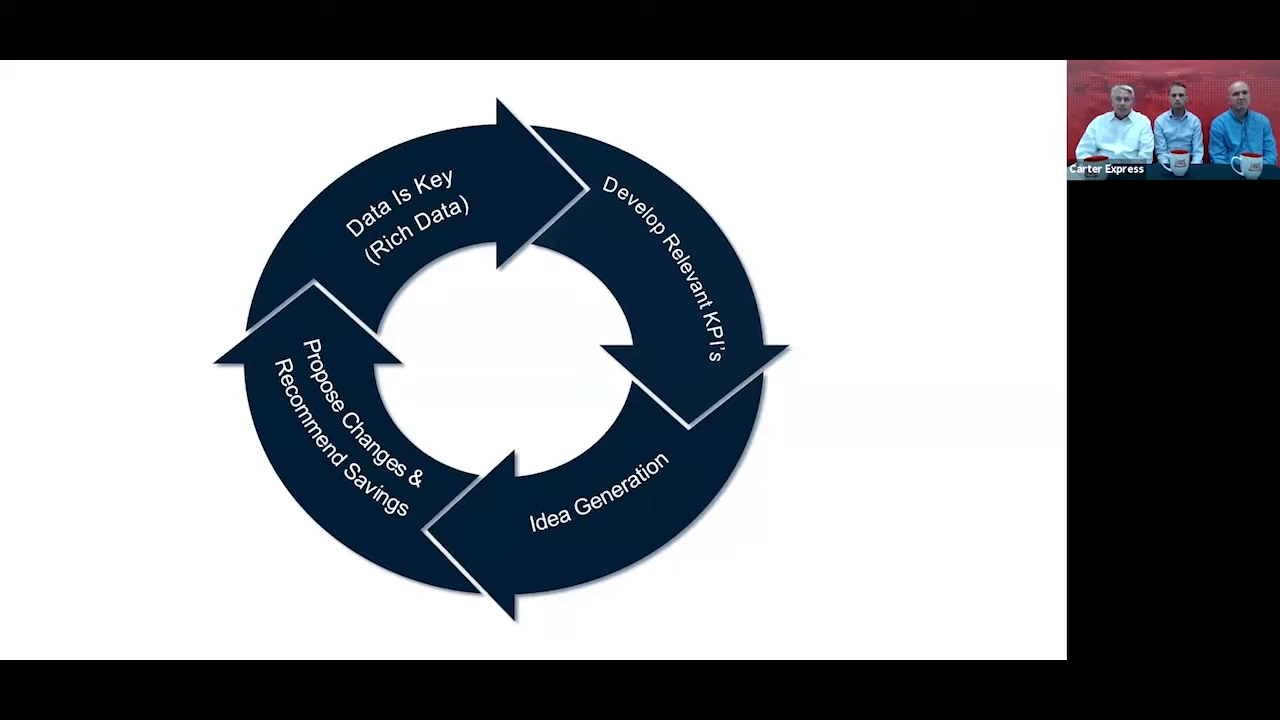 Data Is Key
(Rich Data)
Develop Relevant KPI's
Idea Generation
Propose Changes &
Recommend Savings
Carter Express